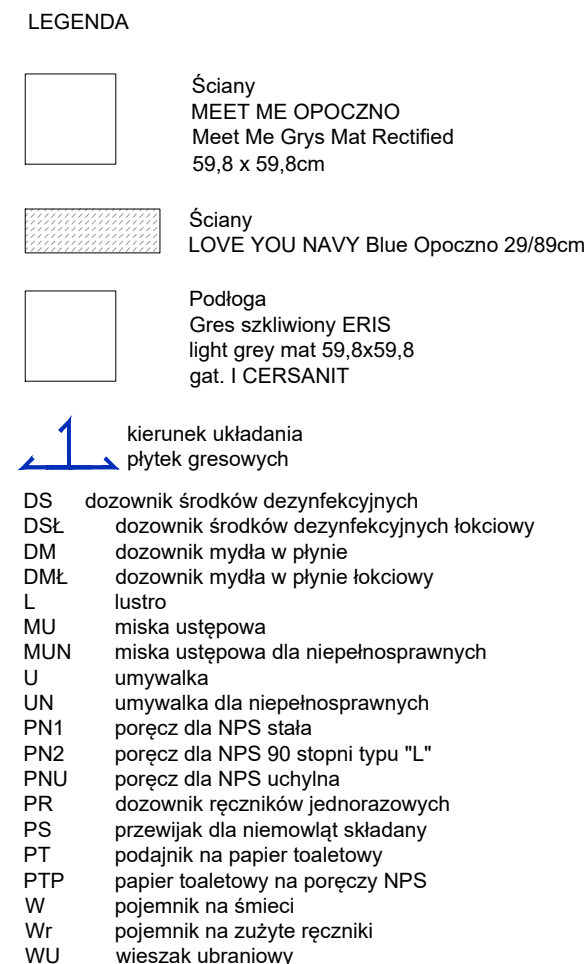 LEGENDA
Ściany
MEET ME OPOCZNO
Meet Me Grys Mat Rectified
59,8 x 59,8cm
Ściany
LOVE YOU NAVY Blue Opoczno 29/89cm
Podłoga
Gres szkliwiony ERIS
light grey mat 59,8x59,8
gat. I CERSANIT
kierunek układania
płytek gresowych
DS dozownik środków dezynfekcyjnych
DSŁ dozownik środków dezynfekcyjnych łokciowy
DM dozownik mydła w płynie
DMŁ dozownik mydła w płynie łokciowy
L lustro
MU miska ustępowa
MUN miska ustępowa dla niepełnosprawnych
U umywalka
UN umywalka dla niepełnosprawnych
PN1 poręcz dla NPS stała
PN2 poręcz dla NPS 90 stopni typu "L"
PNU poręcz dla NPS uchylna
PR dozownik ręczników jednorazowych
PS przewijak dla niemowląt składany
PT podajnik na papier toaletowy
PTP papier toaletowy na poręczy NPS
W pojemnik na śmieci
Wr pojemnik na zużyte ręczniki
WU wieszak ubraniowy